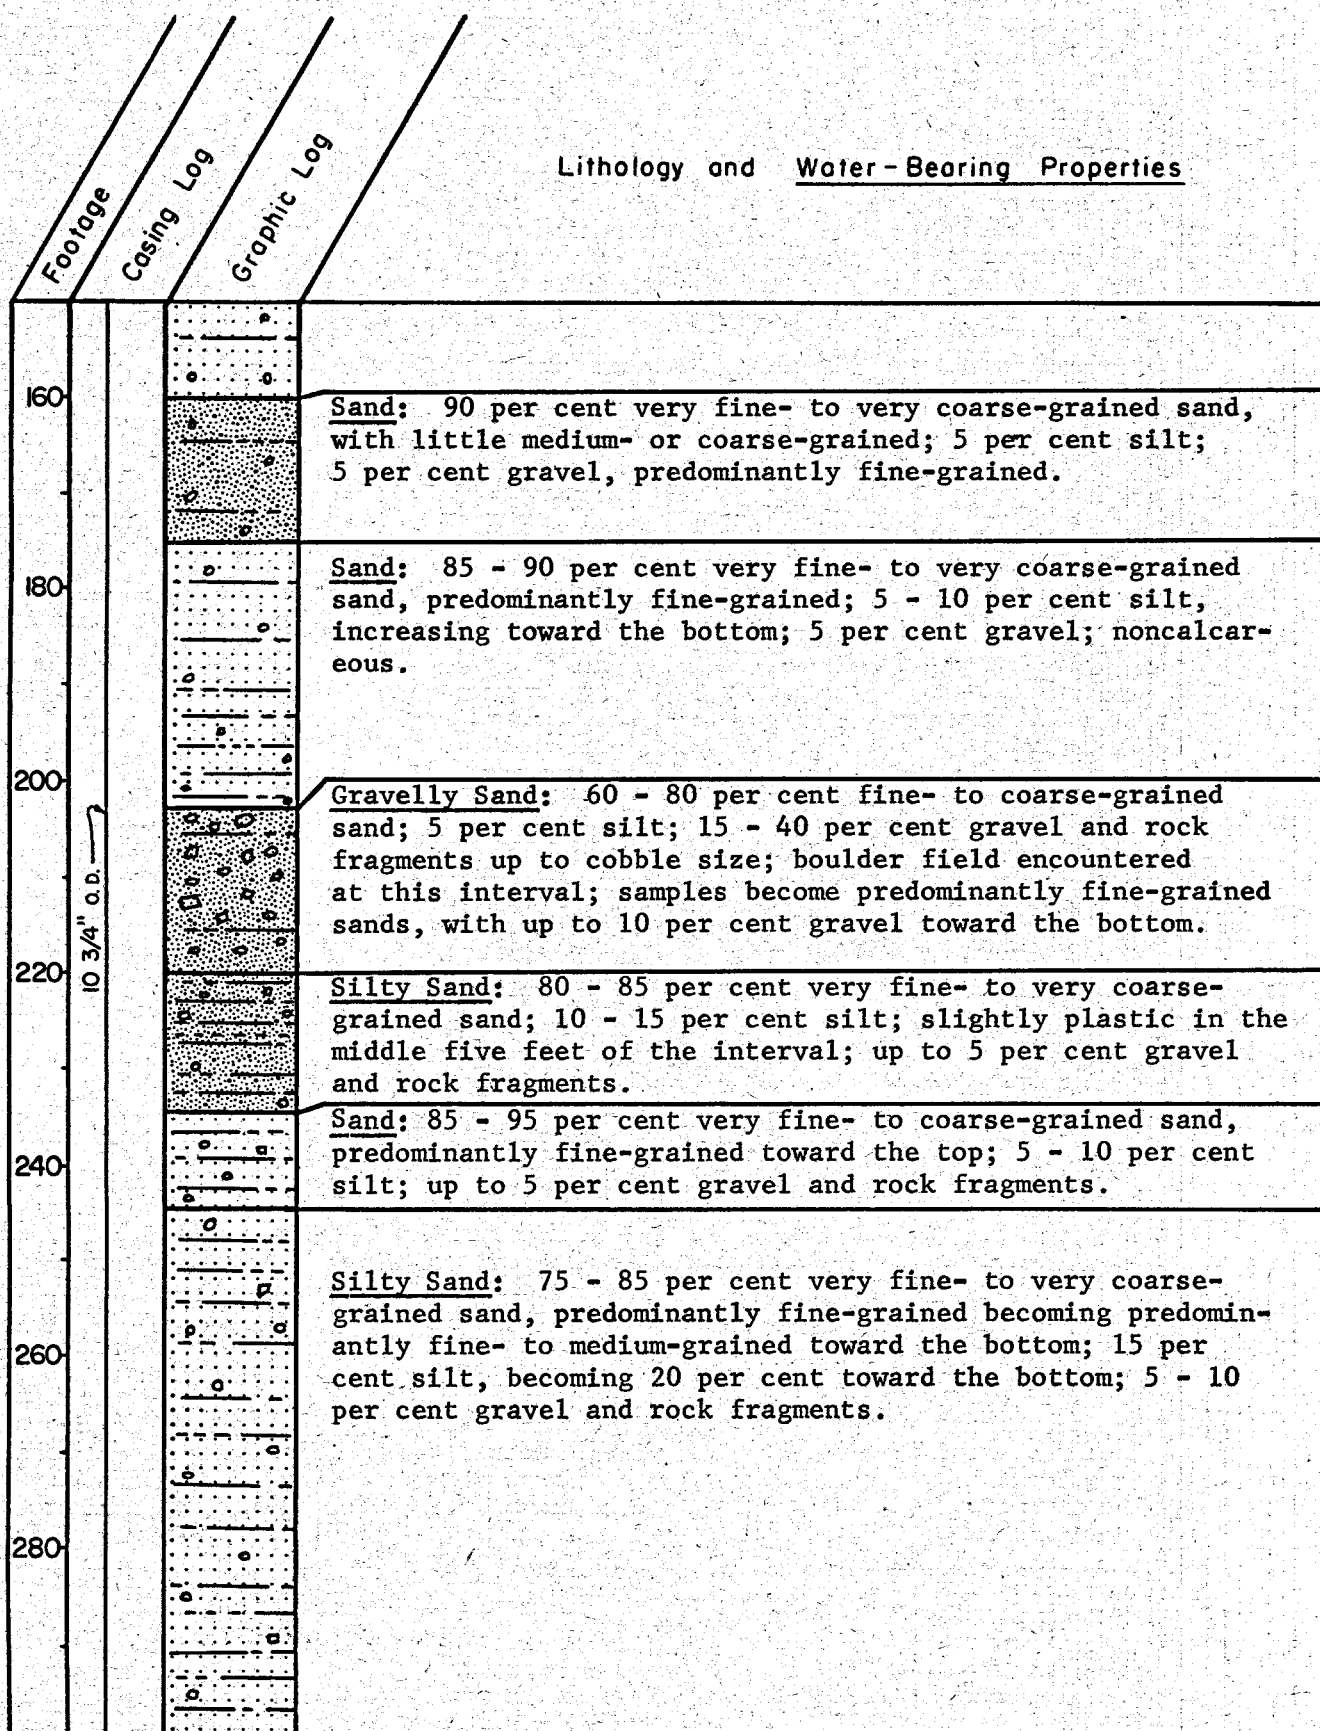 Footage
Casing Log
Graphic Log
Lithology and Water-Bearing Properties
160
Sand: 90 per cent very fine- to very coarse-grained sand,
with little medium- or coarse-grained; 5 per cent silt;
5 per cent gravel, predominantly fine-grained.
180
Sand: 85 - 90 per cent very fine- to very coarse-grained
sand, predominantly fine-grained; 5 - 10 per cent silt,
increasing toward the bottom; 5 per cent gravel; noncalcar-
eous.
200
Gravelly Sand: 60 - 80 per cent fine- to coarse-grained
sand; 5 per cent silt; 15 - 40 per cent gravel and rock
fragments up to cobble size; boulder field encountered
at this interval; samples become predominantly fine-grained
sands, with up to 10 per cent gravel toward the bottom.
10 3/4" O.D.
220
Silty Sand: 80 - 85 per cent very fine- to very coarse-
grained sand; 10 - 15 per cent silt; slightly plastic in the
middle five feet of the interval; up to 5 per cent gravel
and rock fragments.
Sand: 85 - 95 per cent very fine- to coarse-grained sand,
predominantly fine-grained toward the top; 5 - 10 per cent
silt; up to 5 per cent gravel and rock fragments.
240
Silty Sand: 75 - 85 per cent very fine- to very coarse-
grained sand, predominantly fine-grained becoming predomin-
antly fine- to medium-grained toward the bottom; 15 per
cent silt, becoming 20 per cent toward the bottom; 5 - 10
per cent gravel and rock fragments.
260
280